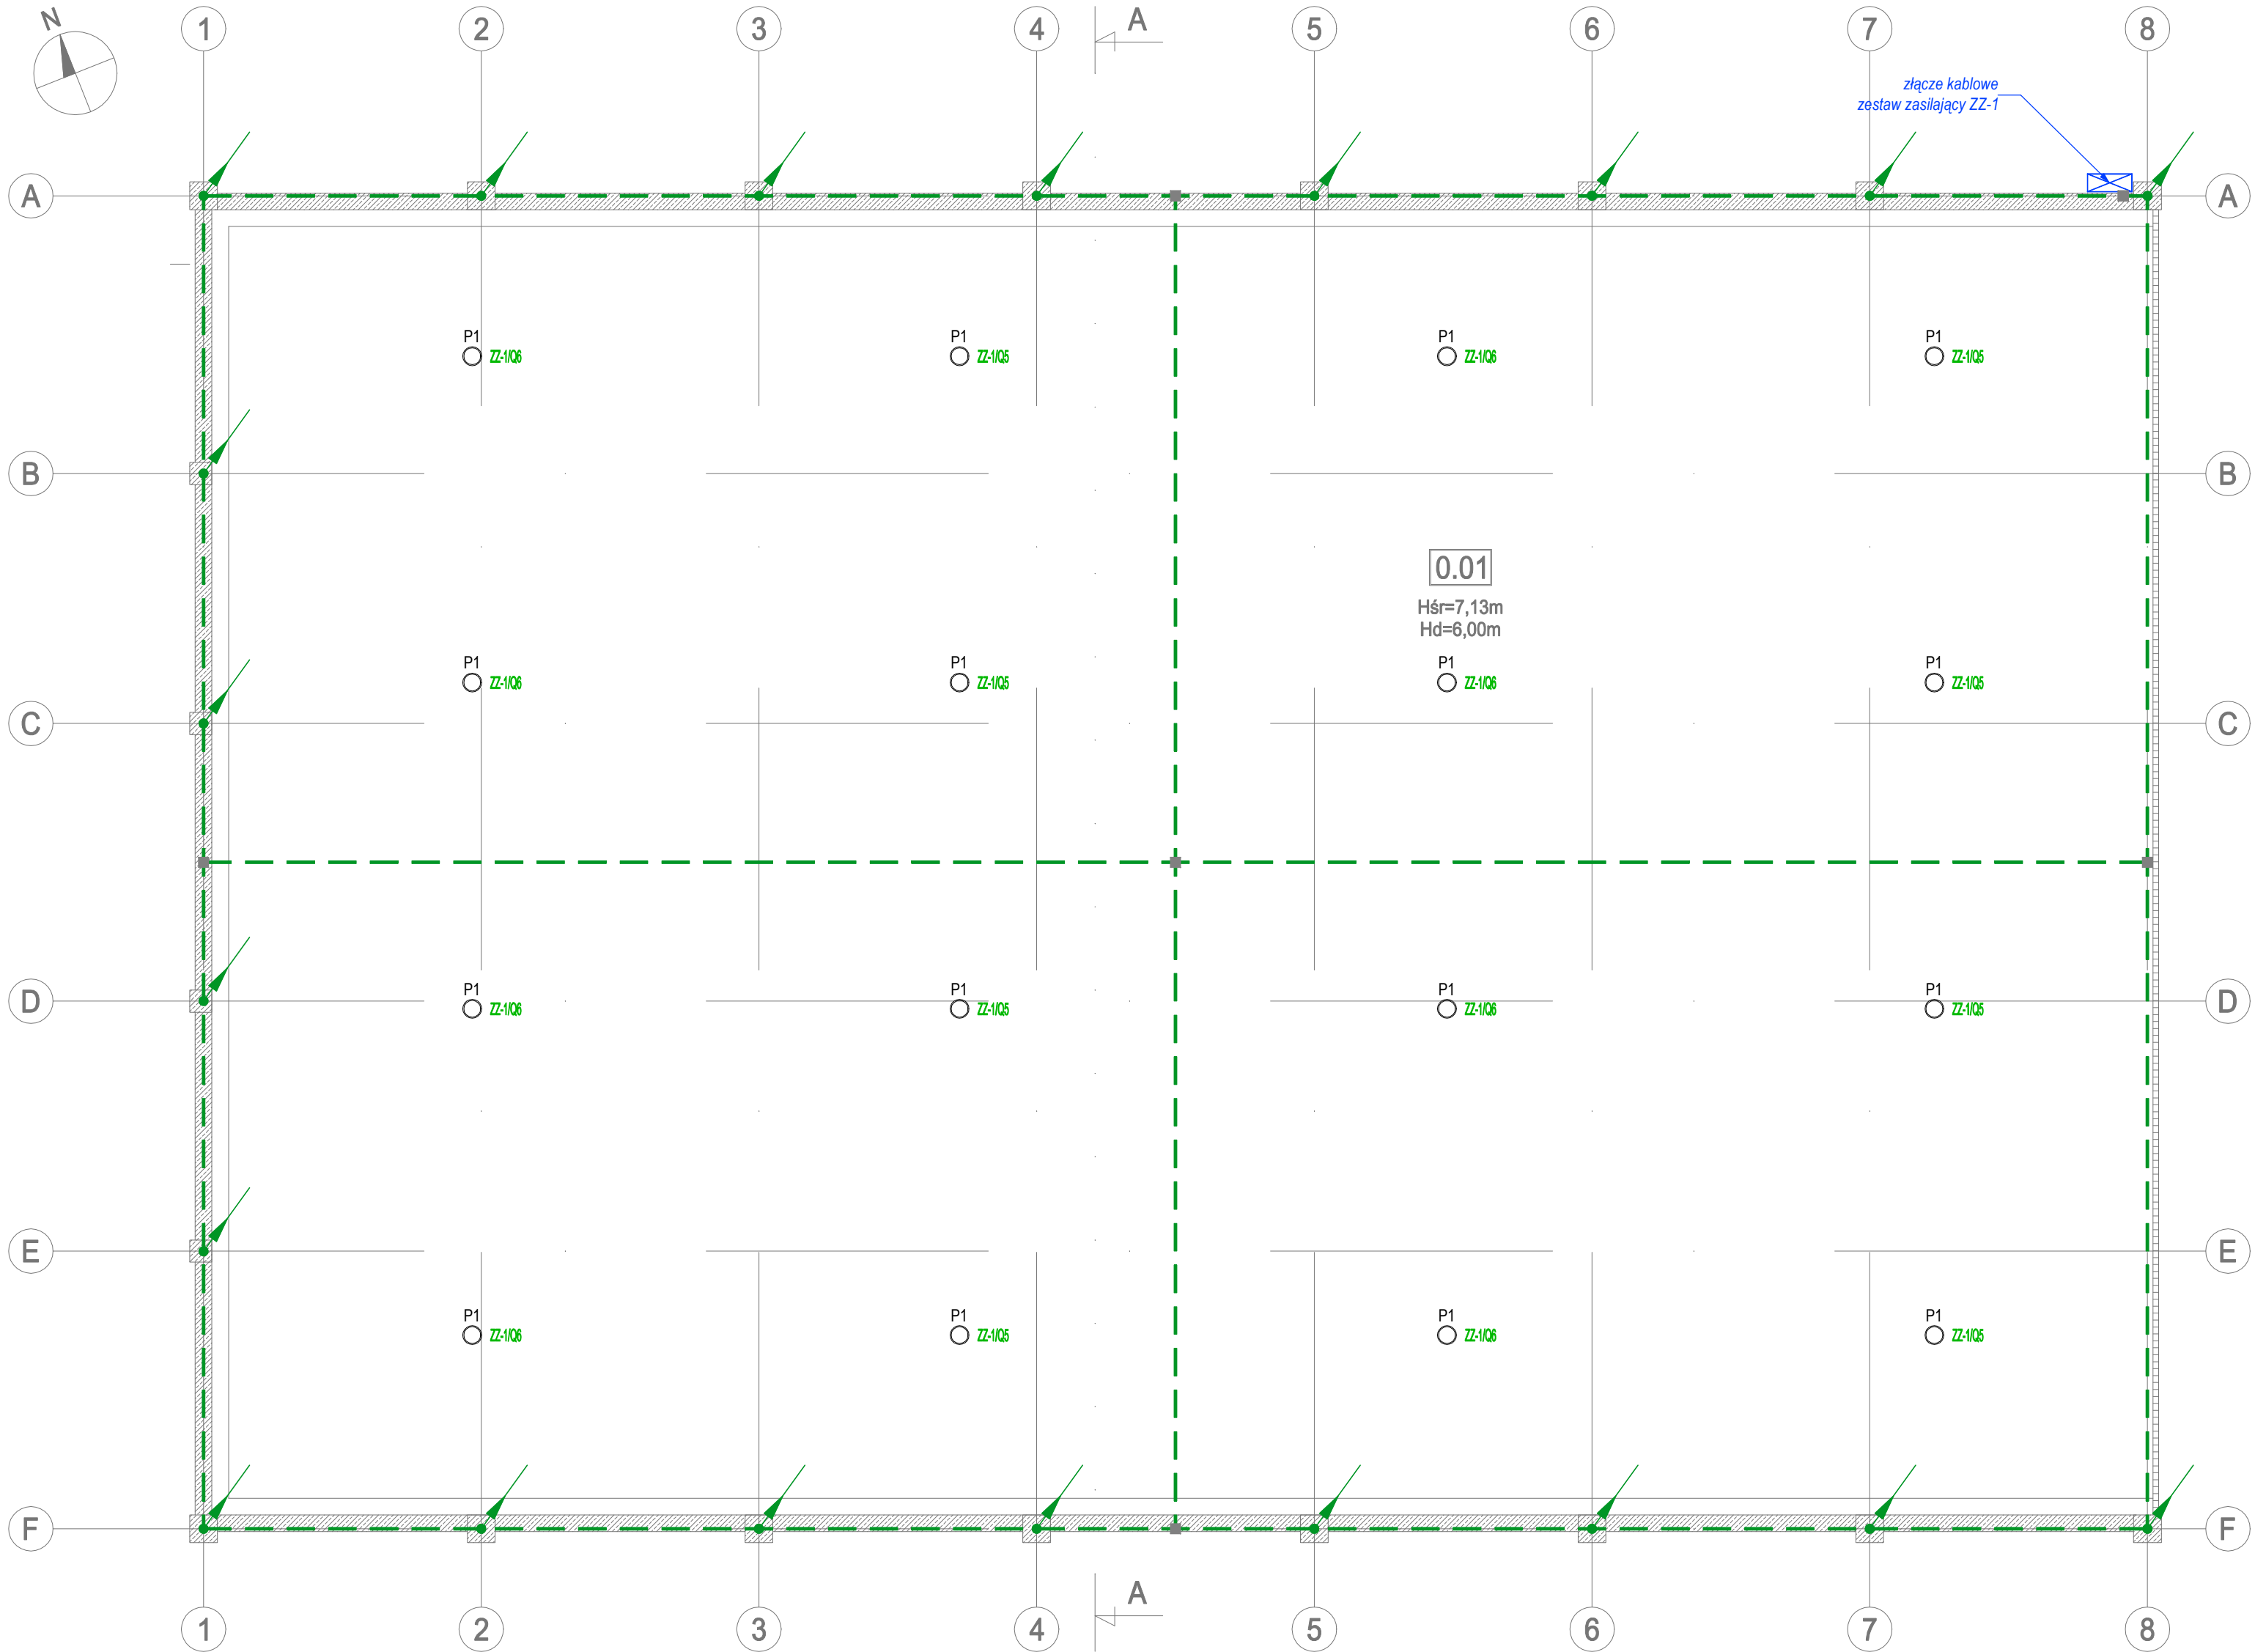 N
1 2 3 4 A 5 6 7 8
złącze kablowe
zestaw zasilający ZZ-1
A A
P1 P1 P1 P1
ZZ-1/Q6 ZZ-1/Q5 ZZ-1/Q6 ZZ-1/Q5
B B
0.01
Hśr=7,13m
Hd=6,00m
P1 P1 P1 P1
ZZ-1/Q6 ZZ-1/Q5 ZZ-1/Q6 ZZ-1/Q5
C C
P1 P1 P1 P1
D D
ZZ-1/Q6 ZZ-1/Q5 ZZ-1/Q6 ZZ-1/Q5
E E
P1 P1 P1 P1
ZZ-1/Q6 ZZ-1/Q5 ZZ-1/Q6 ZZ-1/Q5
F F
A
1 2 3 4 5 6 7 8